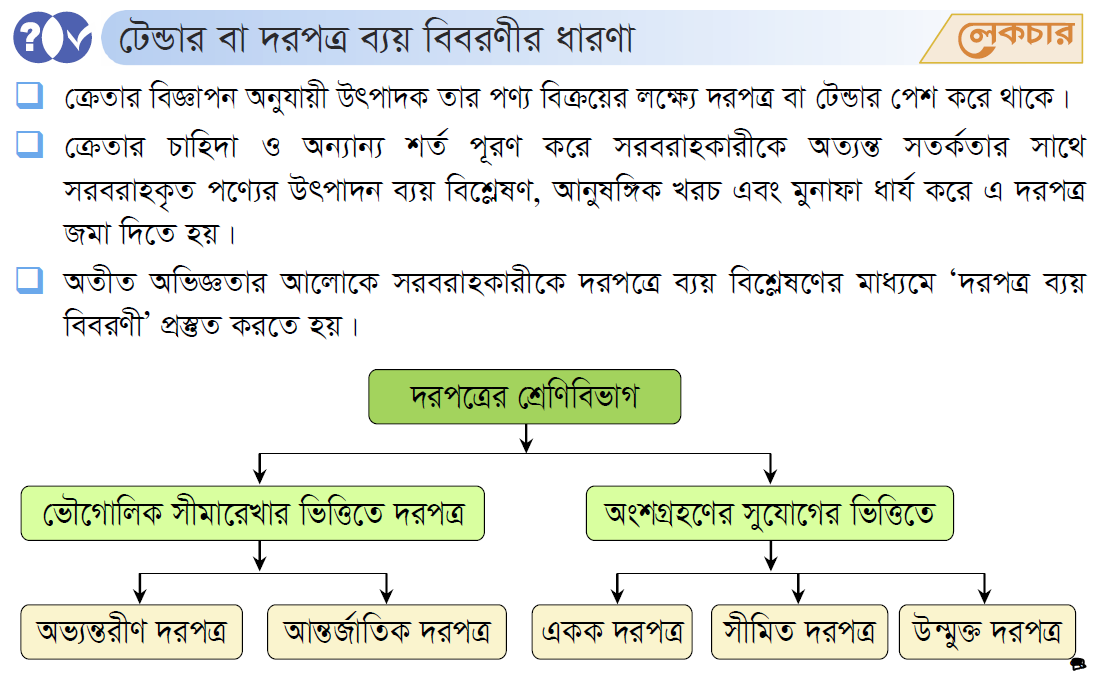 ?
টেন্ডার বা দরপত্র ব্যয় বিবরণীর ধারণা
লেকচার
ক্রেতার বিজ্ঞাপন অনুযায়ী উৎপাদক তার পণ্য বিক্রয়ের লক্ষ্যে দরপত্র বা টেন্ডার পেশ করে থাকে।
ক্রেতার চাহিদা ও অন্যান্য শর্ত পূরণ করে সরবরাহকারীকে অত্যন্ত সতর্কতার সাথে
সরবরাহকৃত পণ্যের উৎপাদন ব্যয় বিশ্লেষণ, আনুষঙ্গিক খরচ এবং মুনাফা ধার্য করে এ দরপত্র
জমা দিতে হয়।
অতীত অভিজ্ঞতার আলোকে সরবরাহকারীকে দরপত্রে ব্যয় বিশ্লেষণের মাধ্যমে ‘দরপত্র ব্যয়
বিবরণী’ প্রস্তুত করতে হয়।
দরপত্রের শ্রেণিবিভাগ
ভৌগোলিক সীমারেখার ভিত্তিতে দরপত্র
অংশগ্রহণের সুযোগের ভিত্তিতে
অভ্যন্তরীণ দরপত্র
আন্তর্জাতিক দরপত্র
একক দরপত্র
সীমিত দরপত্র
উন্মুক্ত দরপত্র